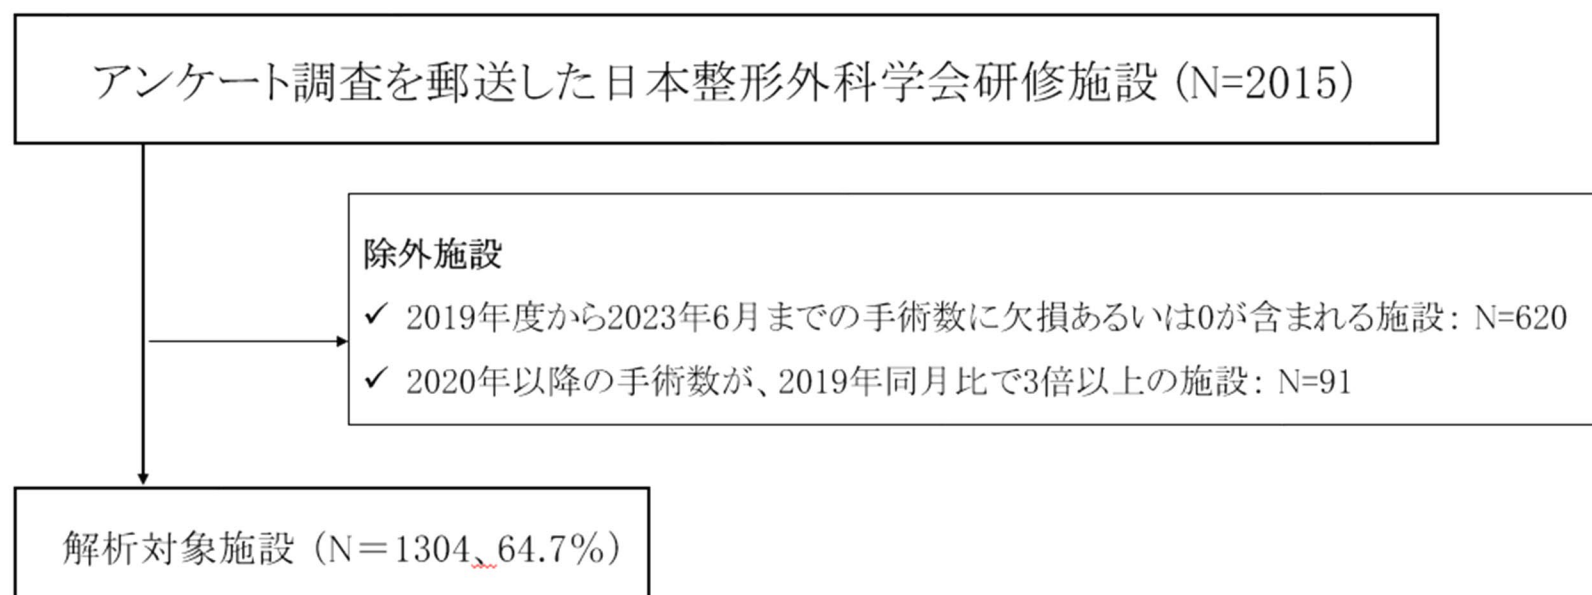 アンケート調査を郵送した日本整形外科学会研修施設 (N=2015)
除外施設
✓ 2019年度から2023年6月までの手術数に欠損あるいは0が含まれる施設: N=620
✓ 2020年以降の手術数が、2019年同月比で3倍以上の施設: N=91
解析対象施設 (N＝1304、64.7%)